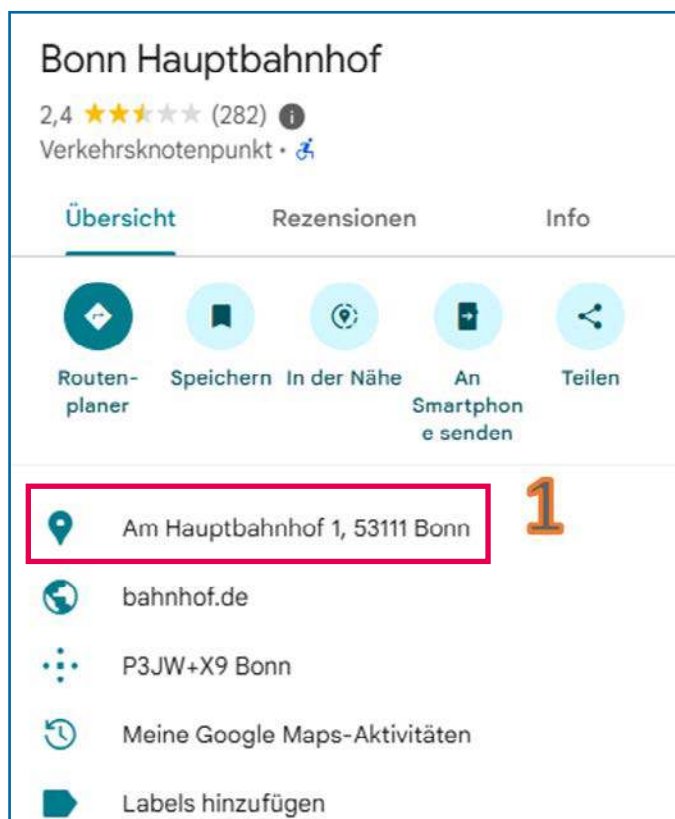 Bonn Hauptbahnhof
2,4 (282)
Verkehrsknotenpunkt •
Übersicht Rezensionen Info
Routen-
planer
Speichern
In der Nähe
An
Smartphon
e senden
Teilen
Am Hauptbahnhof 1, 53111 Bonn
1
bahnhof.de
P3JW+X9 Bonn
Meine Google Maps-Aktivitäten
Labels hinzufügen